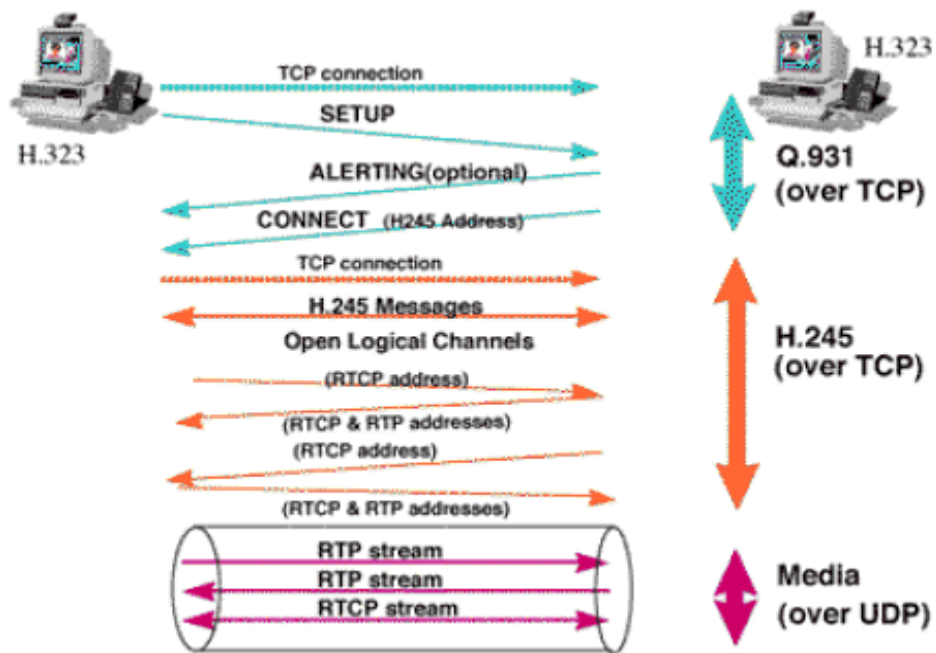 H.323
TCP connection
H.323
SETUP
Q.931
(over TCP)
ALERTING(optional)
CONNECT (H245 Address)
TCP connection
H.245 Messages
Open Logical Channels
H.245
(over TCP)
(RTCP address)
(RTCP & RTP addresses)
(RTCP address)
(RTCP & RTP addresses)
RTP stream
RTP stream
RTCP stream
Media
(over UDP)